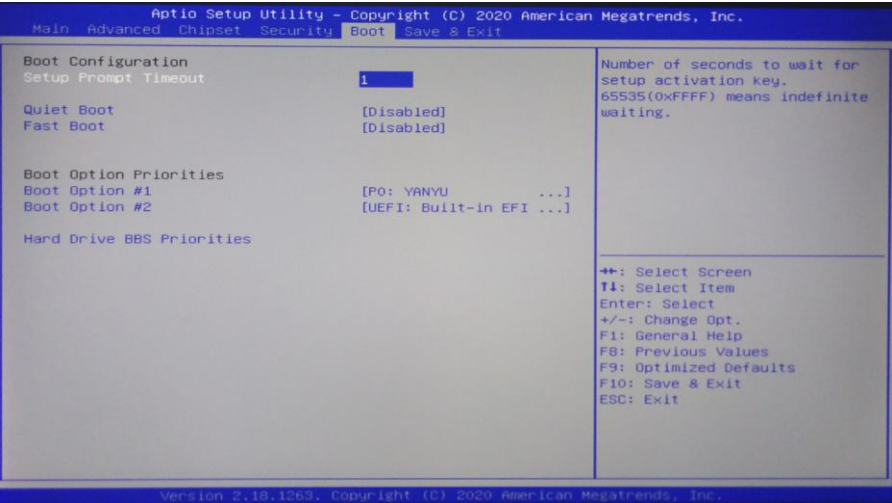 Aptio Setup Utility – Copyright (C) 2020 American Megatrends, Inc.
Main Advanced Chipset Security Boot Save & Exit
Boot Configuration
Setup Prompt Timeout 1
Quiet Boot [Disabled]
Fast Boot [Disabled]
Boot Option Priorities
Boot Option #1 [P0: YANYU ...]
Boot Option #2 [UEFI: Built-in EFI ...]
Hard Drive BBS Priorities
Number of seconds to wait for
setup activation key.
65535(0xFFFF) means indefinite
waiting.
→←: Select Screen
↑↓: Select Item
Enter: Select
+/-: Change Opt.
F1: General Help
F8: Previous Values
F9: Optimized Defaults
F10: Save & Exit
ESC: Exit
Version 2.18.1263. Copyright (C) 2020 American Megatrends, Inc.